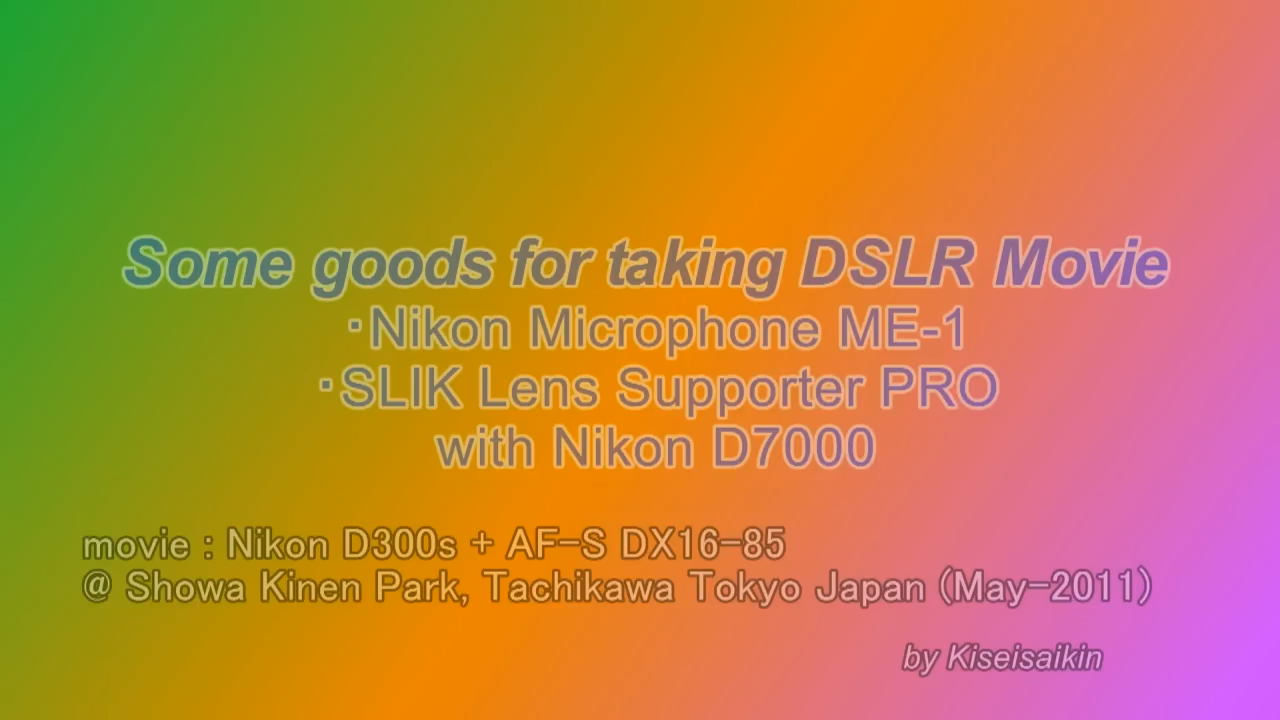 Some goods for taking DSLR Movie
・Nikon Microphone ME-1
・SLIK Lens Supporter PRO
with Nikon D7000
movie : Nikon D300s + AF-S DX16-85
@ Showa Kinen Park, Tachikawa Tokyo Japan (May-2011)
by Kiseisaikin